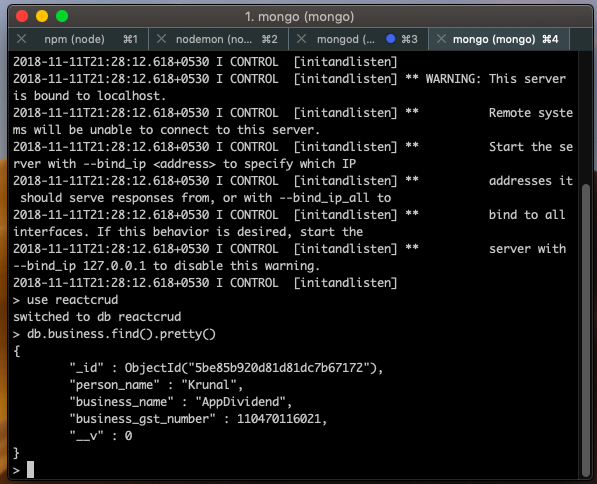 1. mongo (mongo)
npm (node) ⌘1 nodemon (no... ⌘2 mongod (... ⌘3 mongo (mongo) ⌘4
2018-11-11T21:28:12.618+0530 I CONTROL  [initandlisten]
2018-11-11T21:28:12.618+0530 I CONTROL  [initandlisten] ** WARNING: This server
is bound to localhost.
2018-11-11T21:28:12.618+0530 I CONTROL  [initandlisten] **          Remote syste
ms will be unable to connect to this server.
2018-11-11T21:28:12.618+0530 I CONTROL  [initandlisten] **          Start the se
rver with --bind_ip <address> to specify which IP
2018-11-11T21:28:12.618+0530 I CONTROL  [initandlisten] **          addresses it
 should serve responses from, or with --bind_ip_all to
2018-11-11T21:28:12.618+0530 I CONTROL  [initandlisten] **          bind to all
interfaces. If this behavior is desired, start the
2018-11-11T21:28:12.618+0530 I CONTROL  [initandlisten] **          server with
--bind_ip 127.0.0.1 to disable this warning.
2018-11-11T21:28:12.618+0530 I CONTROL  [initandlisten]
> use reactcrud
switched to db reactcrud
> db.business.find().pretty()
{
        "_id" : ObjectId("5be85b920d81d81dc7b67172"),
        "person_name" : "Krunal",
        "business_name" : "AppDividend",
        "business_gst_number" : 110470116021,
        "__v" : 0
}
>